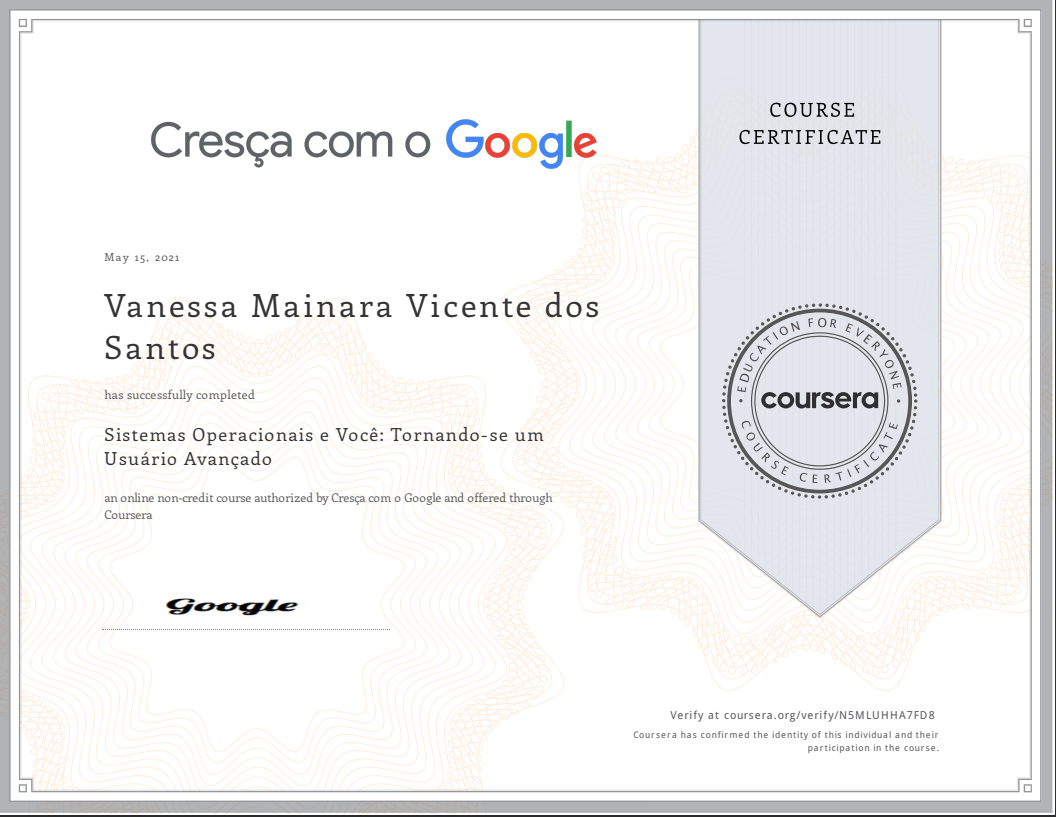 Cresça com o Google
COURSE
CERTIFICATE
May 15, 2021
Vanessa Mainara Vicente dos
Santos
has successfully completed
Sistemas Operacionais e Você: Tornando-se um
Usuário Avançado
an online non-credit course authorized by Cresça com o Google and offered through
Coursera
Google
EDUCATION FOR EVERYONE
coursera
COURSE CERTIFICATE
Verify at coursera.org/verify/N5MLUHHA7FD8
Coursera has confirmed the identity of this individual and their
participation in the course.